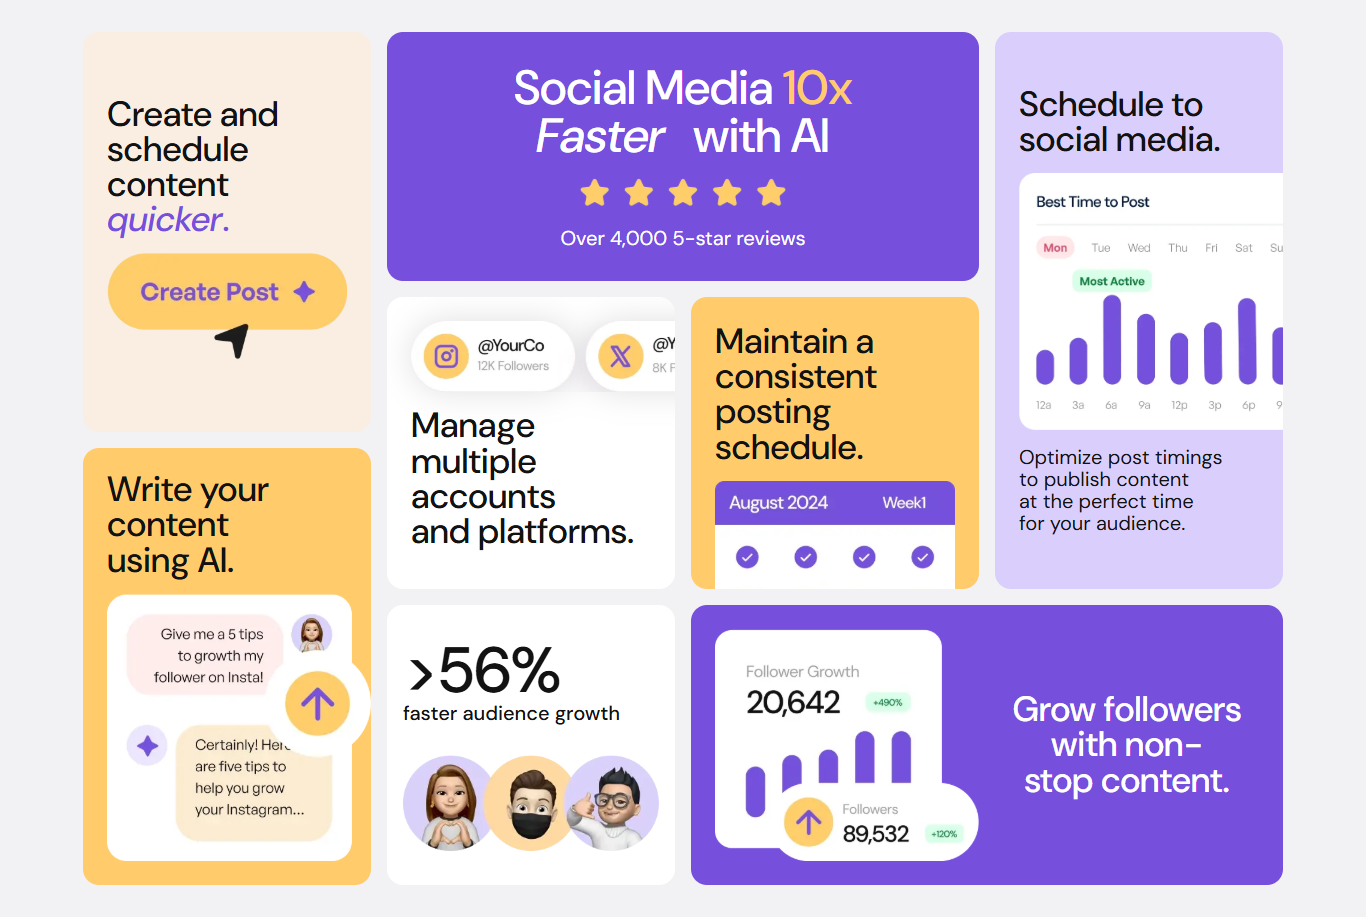 Create and
schedule
content
quicker.
Create Post
Write your
content
using AI.
Give me a 5 tips
to growth my
follower on Insta!
Certainly! Here
are five tips to
help you grow
your Instagram...
Social Media 10x
Faster with AI
Over 4,000 5-star reviews
@YourCo
12K Followers
@Y
8K F
Manage
multiple
accounts
and platforms.
>56%
faster audience growth
Maintain a
consistent
posting
schedule.
August 2024 Week1
Schedule to
social media.
Best Time to Post
Mon Tue Wed Thu Fri Sat Su
Most Active
12a 3a 6a 9a 12p 3p 6p 9
Optimize post timings
to publish content
at the perfect time
for your audience.
Follower Growth
20,642 +490%
Followers
89,532 +120%
Grow followers
with non-
stop content.